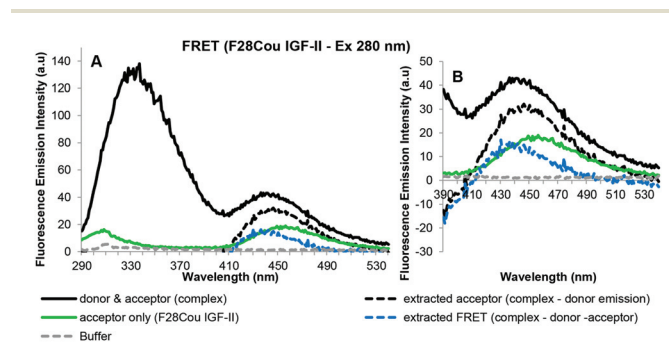 FRET (F28Cou IGF-II - Ex 280 nm)
A
Fluorescence Emission Intensity (a.u)
140
120
100
80
60
40
20
0
290 330 370 410 450 490 540
Wavelength (nm)
B
Fluorescence Emission Intensity (a.u)
50
40
30
20
10
0
-10
-20
-30
390 410 430 450 470 490 510 540
Wavelength (nm)
donor & acceptor (complex)
acceptor only (F28Cou IGF-II)
Buffer
extracted acceptor (complex - donor emission)
extracted FRET (complex - donor -acceptor)